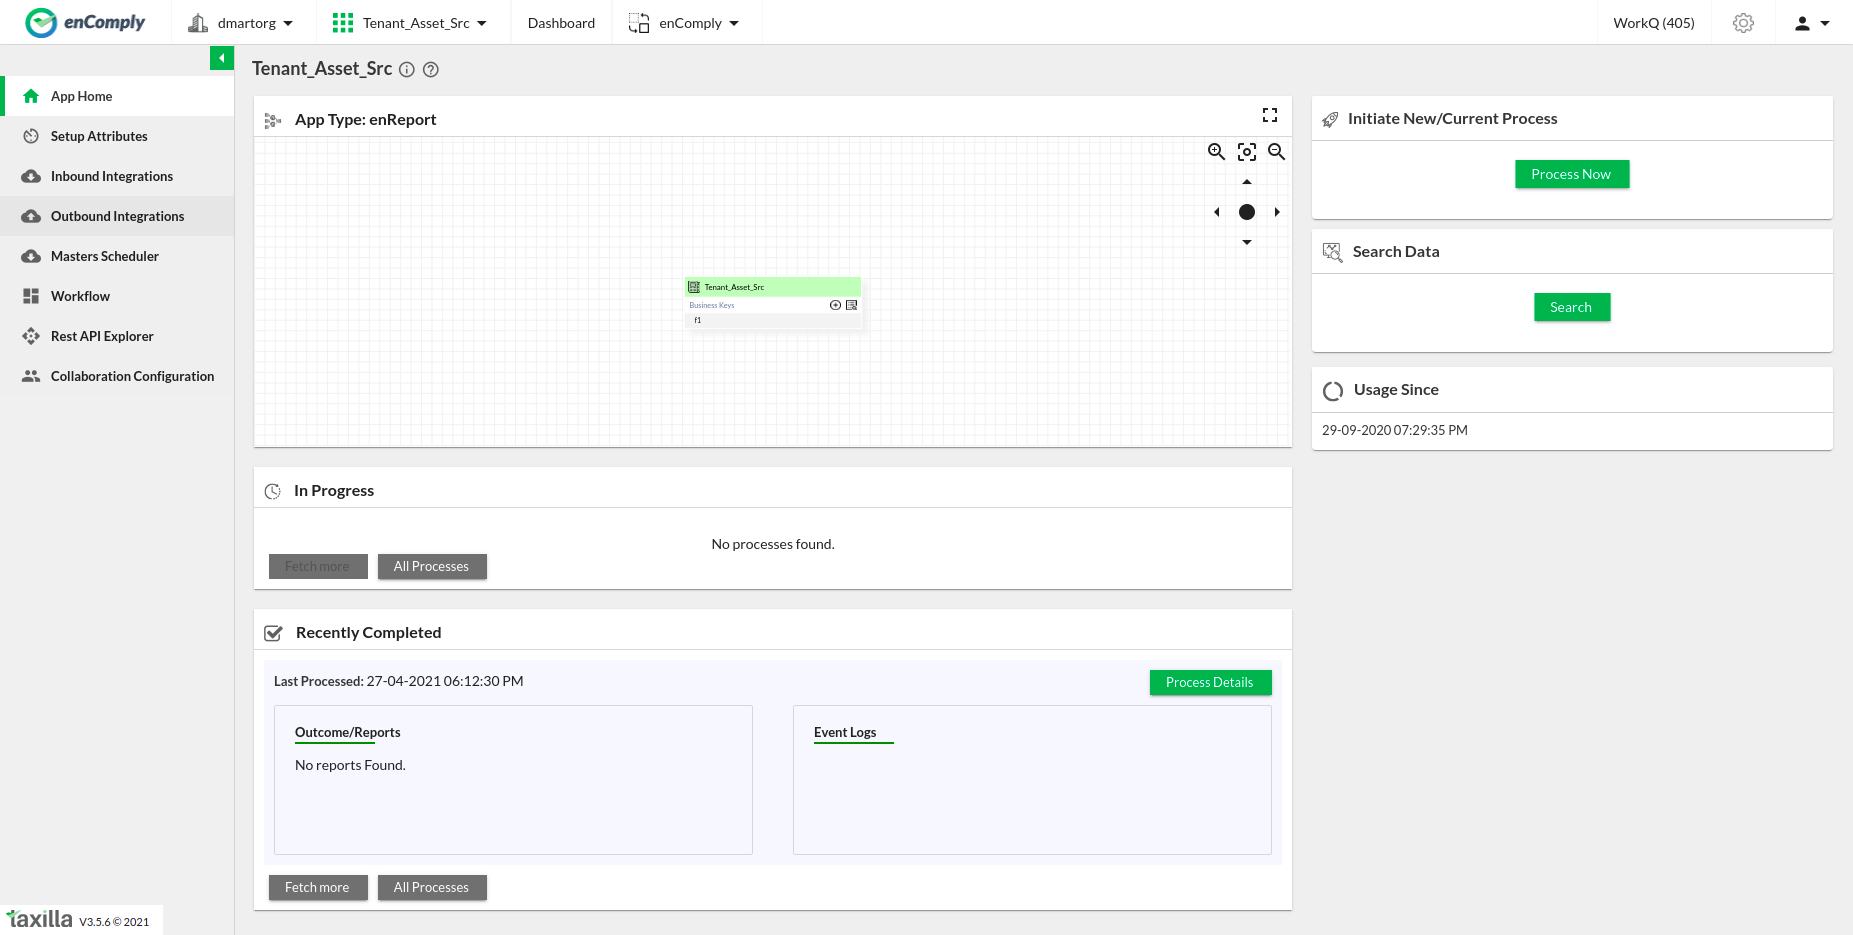 enComply
dmartorg
Tenant_Asset_Src
Dashboard
enComply
WorkQ (405)
App Home
Setup Attributes
Inbound Integrations
Outbound Integrations
Masters Scheduler
Workflow
Rest API Explorer
Collaboration Configuration
Tenant_Asset_Src
App Type: enReport
Tenant_Asset_Src
Business Keys
f1
In Progress
No processes found.
Fetch more
All Processes
Recently Completed
Last Processed: 27-04-2021 06:12:30 PM
Process Details
Outcome/Reports
No reports Found.
Event Logs
Fetch more
All Processes
Initiate New/Current Process
Process Now
Search Data
Search
Usage Since
29-09-2020 07:29:35 PM
taxilla V3.5.6 © 2021